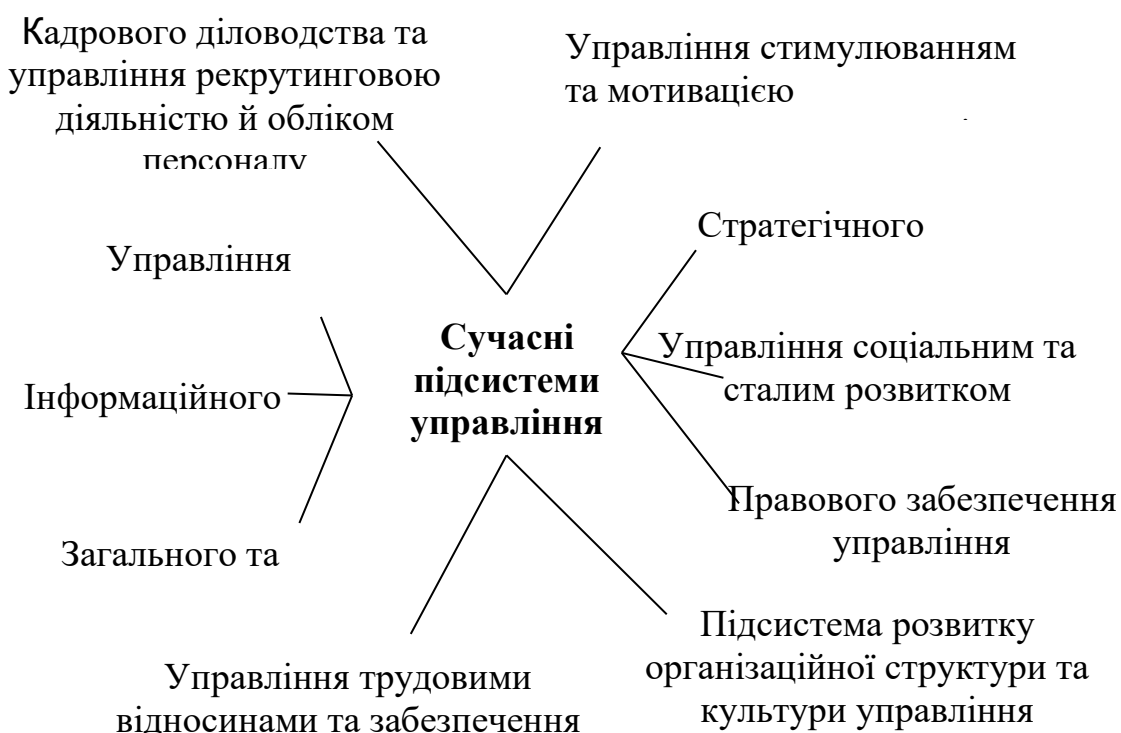 Кадрового діловодства та
управління рекрутинговою
діяльністю й обліком
персоналу
Управління стимулюванням
та мотивацією
Стратегічного
Управління
Сучасні
підсистеми
управління
Управління соціальним та
сталим розвитком
Інформаційного
Правового забезпечення
управління
Загального та
Підсистема розвитку
організаційної структури та
культури управління
Управління трудовими
відносинами та забезпечення